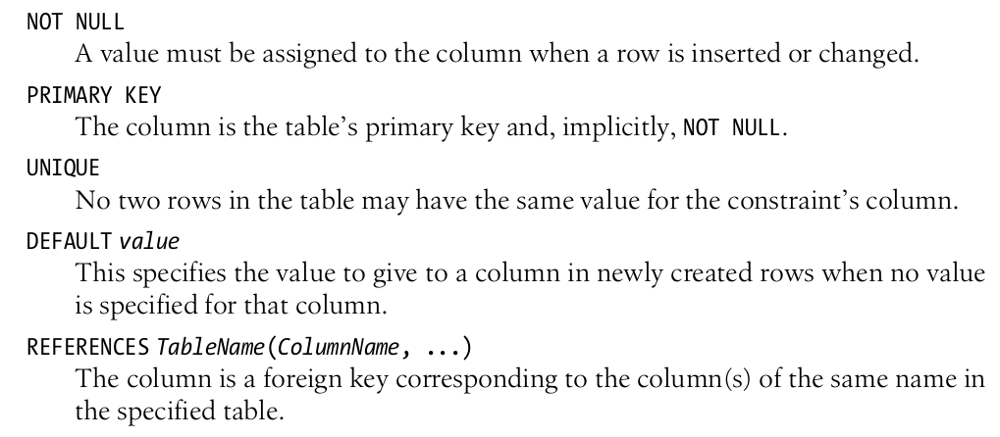 NOT NULL
A value must be assigned to the column when a row is inserted or changed.
PRIMARY KEY
The column is the table’s primary key and, implicitly, NOT NULL.
UNIQUE
No two rows in the table may have the same value for the constraint’s column.
DEFAULT value
This specifies the value to give to a column in newly created rows when no value
is specified for that column.
REFERENCES TableName(ColumnName, ...)
The column is a foreign key corresponding to the column(s) of the same name in
the specified table.